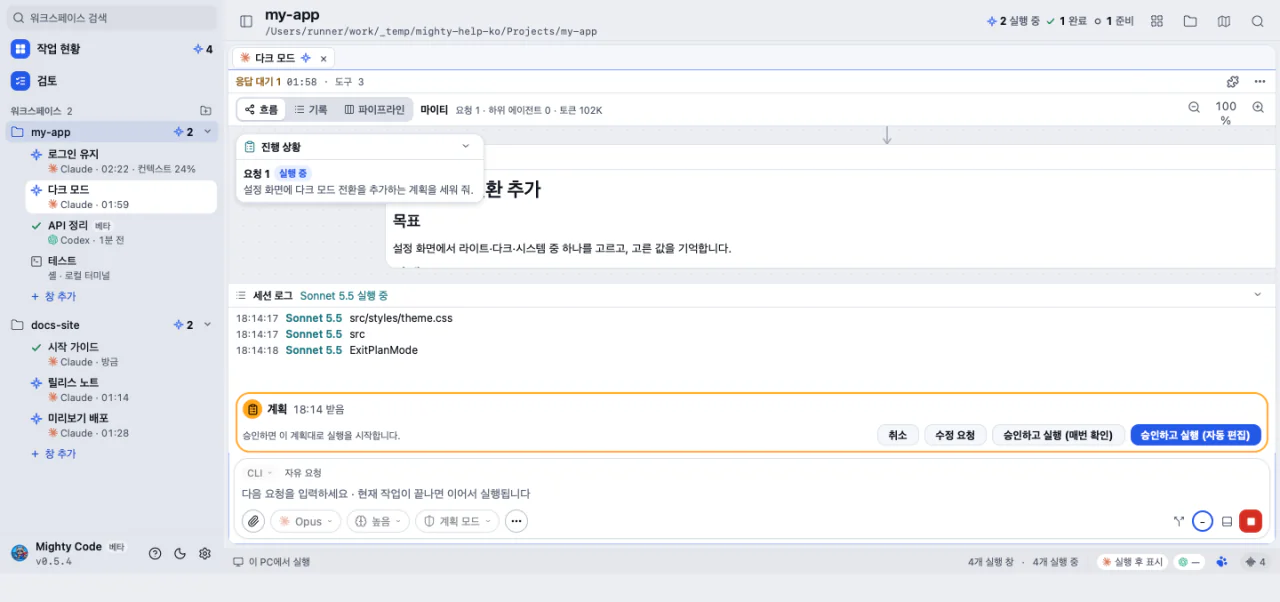 워크스페이스 검색
작업 현황 4
검토
워크스페이스 2
my-app 2
로그인 유지
Claude · 02:22 · 컨텍스트 24%
다크 모드
Claude · 01:59
API 정리 베타
Codex · 1분 전
테스트
셸 · 로컬 터미널
+ 창 추가
docs-site 2
시작 가이드
Claude · 방금
릴리스 노트
Claude · 01:14
미리보기 배포
Claude · 01:28
+ 창 추가
Mighty Code 베타
v0.5.4
my-app
/Users/runner/work/_temp/mighty-help-ko/Projects/my-app
2 실행 중 1 완료 1 준비
다크 모드
응답 대기 1 01:58 · 도구 3
흐름 기록 파이프라인 마이티 요청 1 · 하위 에이전트 0 · 토큰 102K
100
%
진행 상황
요청 1 실행 중
설정 화면에 다크 모드 전환을 추가하는 계획을 세워 줘.
환 추가
목표
설정 화면에서 라이트·다크·시스템 중 하나를 고르고, 고른 값을 기억합니다.
세션 로그 Sonnet 5.5 실행 중
18:14:17 Sonnet 5.5 src/styles/theme.css
18:14:17 Sonnet 5.5 src
18:14:18 Sonnet 5.5 ExitPlanMode
계획 18:14 받음
승인하면 이 계획대로 실행을 시작합니다.
취소 수정 요청 승인하고 실행 (매번 확인) 승인하고 실행 (자동 편집)
CLI 자유 요청
다음 요청을 입력하세요 · 현재 작업이 끝나면 이어서 실행됩니다
Opus 높음 계획 모드
이 PC에서 실행
4개 실행 창 · 4개 실행 중 실행 후 표시 — 4